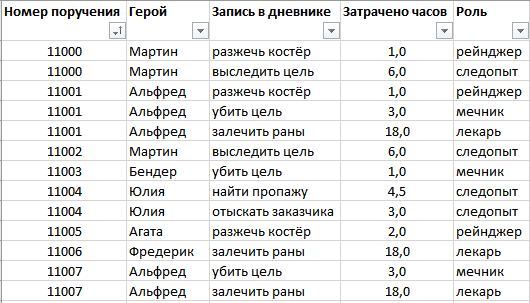 Номер поручения Герой Запись в дневнике Затрачено часов Роль
11000 Мартин разжечь костёр 1,0 рейнджер
11000 Мартин выследить цель 6,0 следопыт
11001 Альфред разжечь костёр 1,0 рейнджер
11001 Альфред убить цель 3,0 мечник
11001 Альфред залечить раны 18,0 лекарь
11002 Мартин выследить цель 6,0 следопыт
11003 Бендер убить цель 1,0 мечник
11004 Юлия найти пропажу 4,5 следопыт
11004 Юлия отыскать заказчика 3,0 следопыт
11005 Агата разжечь костёр 2,0 рейнджер
11006 Фредерик залечить раны 18,0 лекарь
11007 Альфред убить цель 3,0 мечник
11007 Альфред залечить раны 18,0 лекарь